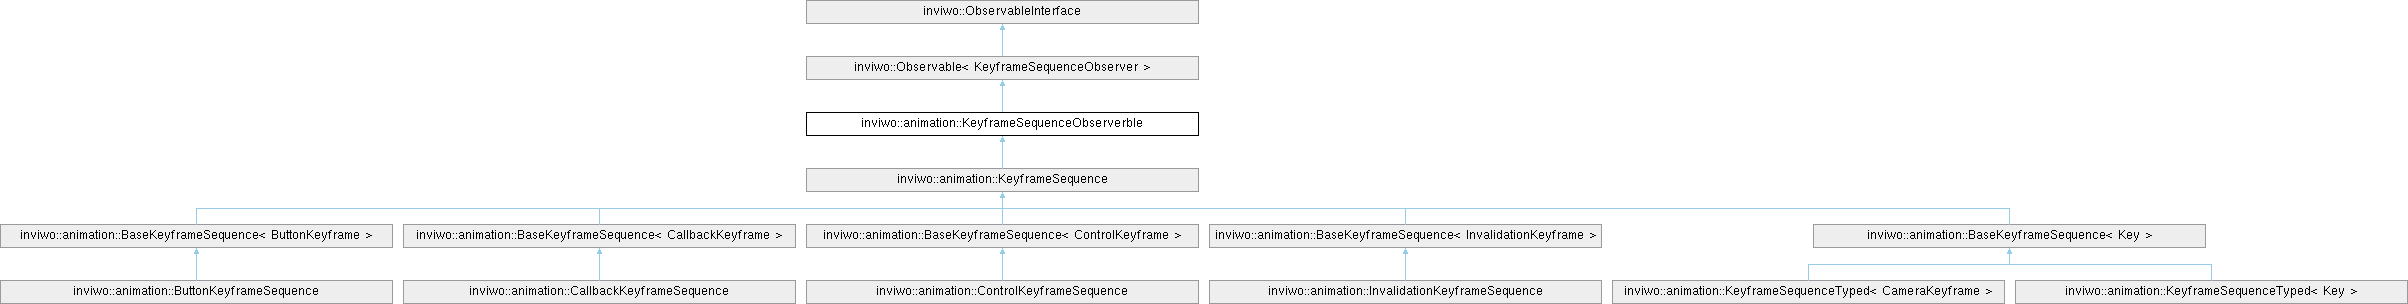 inviwo::ObservableInterface
inviwo::Observable< KeyframeSequenceObserver >
inviwo::animation::KeyframeSequenceObserverble
inviwo::animation::KeyframeSequence
inviwo::animation::BaseKeyframeSequence< ButtonKeyframe >
inviwo::animation::BaseKeyframeSequence< CallbackKeyframe >
inviwo::animation::BaseKeyframeSequence< ControlKeyframe >
inviwo::animation::BaseKeyframeSequence< InvalidationKeyframe >
inviwo::animation::BaseKeyframeSequence< Key >
inviwo::animation::ButtonKeyframeSequence
inviwo::animation::CallbackKeyframeSequence
inviwo::animation::ControlKeyframeSequence
inviwo::animation::InvalidationKeyframeSequence
inviwo::animation::KeyframeSequenceTyped< CameraKeyframe >
inviwo::animation::KeyframeSequenceTyped< Key >